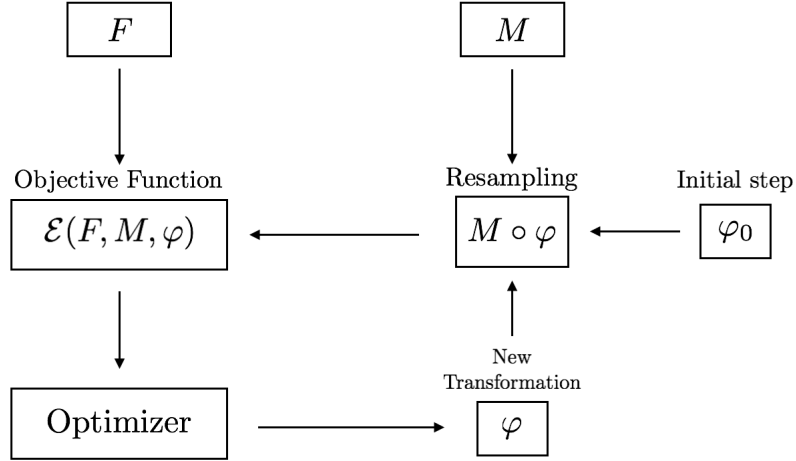 F
M
Objective Function
Resampling
Initial step
ℰ(F, M, φ)
M ∘ φ
φ₀
New
Transformation
Optimizer
φ